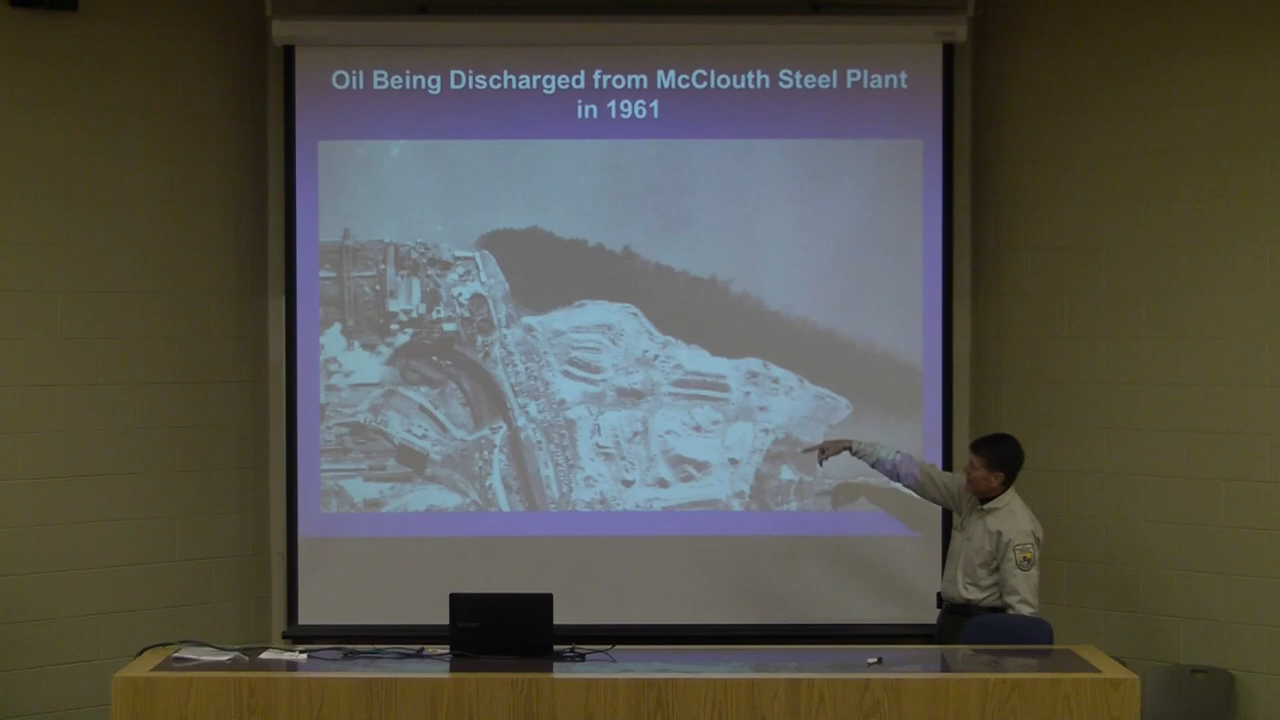 Oil Being Discharged from McClouth Steel Plant
in 1961